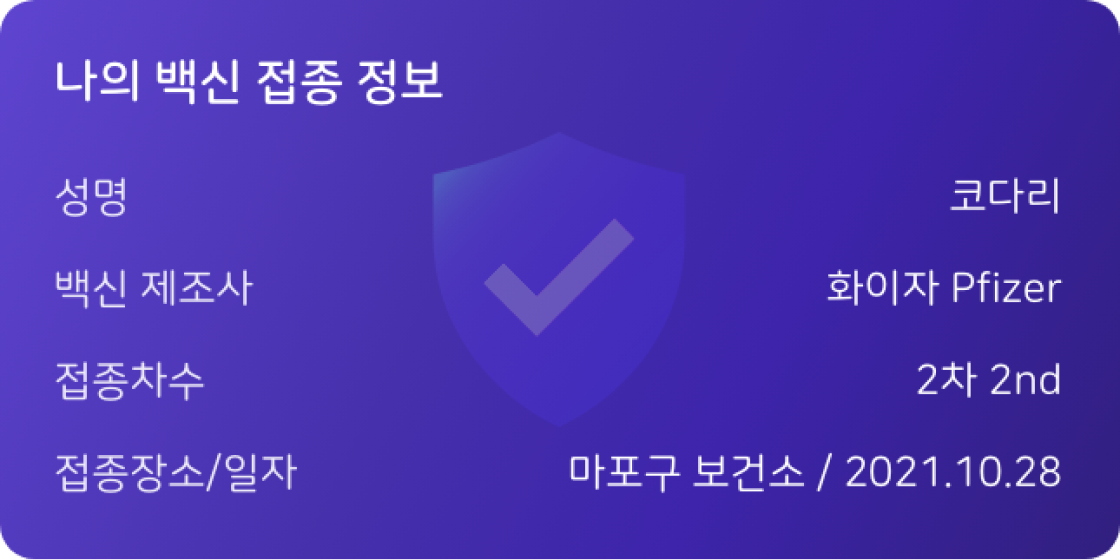 나의 백신 접종 정보
성명 코다리
백신 제조사 화이자 Pfizer
접종차수 2차 2nd
접종장소/일자 마포구 보건소 / 2021.10.28